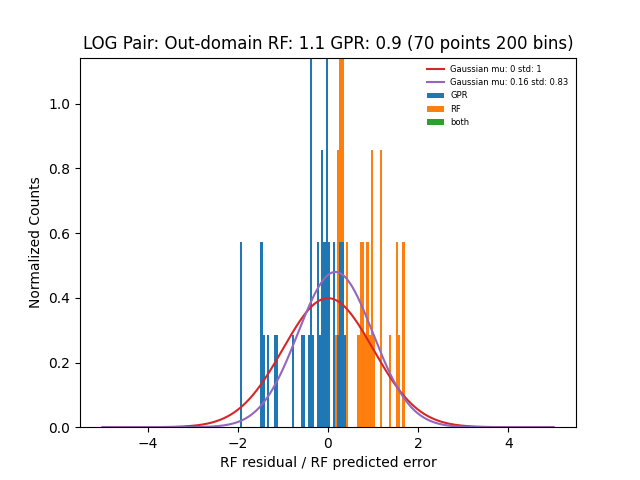 LOG Pair: Out-domain RF: 1.1 GPR: 0.9 (70 points 200 bins)
Gaussian mu: 0 std: 1
Gaussian mu: 0.16 std: 0.83
GPR
RF
both
Normalized Counts
1.0
0.8
0.6
0.4
0.2
0.0
−4 −2 0 2 4
RF residual / RF predicted error